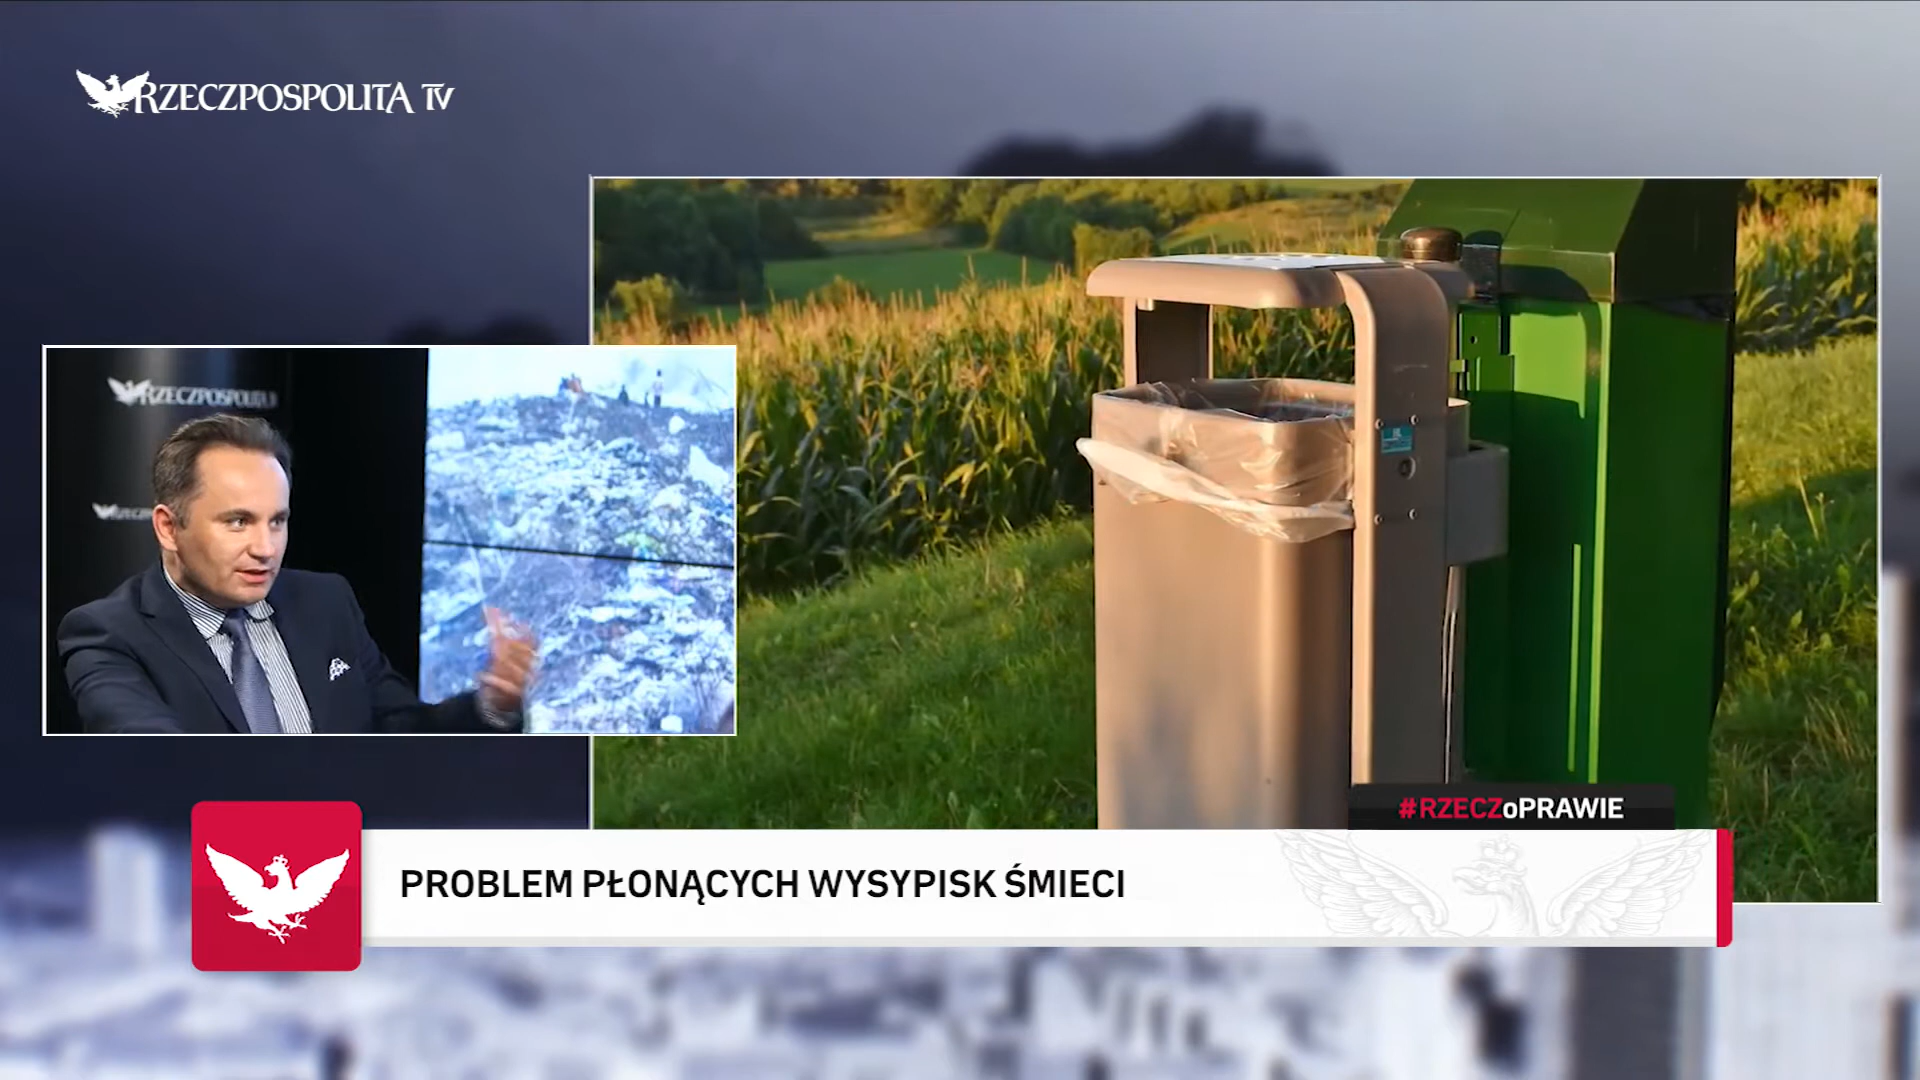 RZECZPOSPOLITA TV
RZECZPOSPOLITA
#RZECZoPRAWIE
PROBLEM PŁONĄCYCH WYSYPISK ŚMIECI